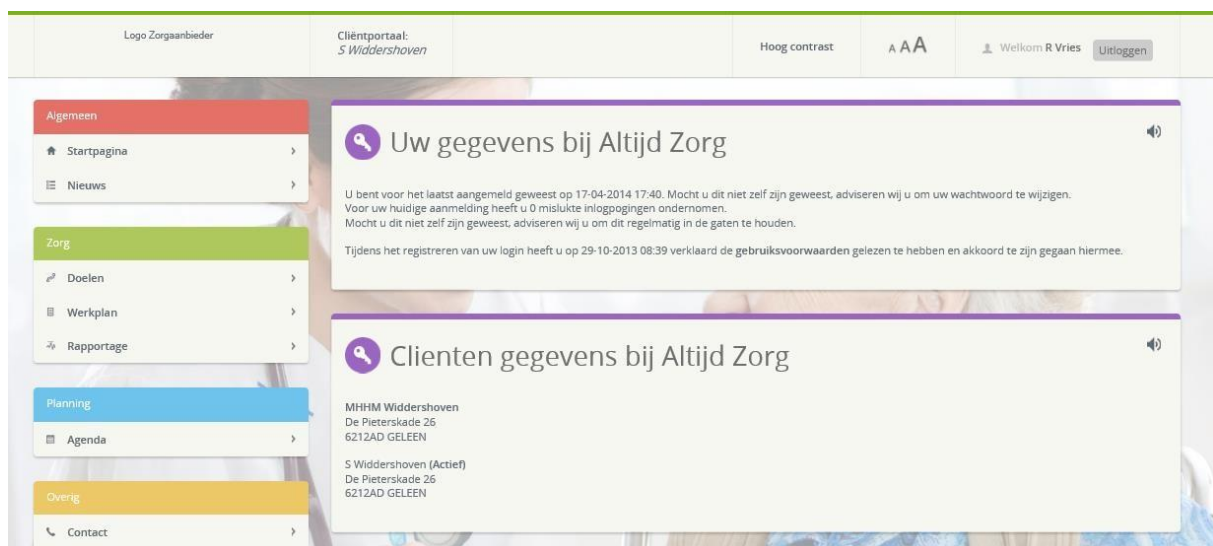 Logo Zorgaanbieder
Cliëntportaal:
S Widdershoven
Hoog contrast
A A A
Welkom R Vries
Uitloggen
Algemeen
Startpagina
Nieuws
Zorg
Doelen
Werkplan
Rapportage
Planning
Agenda
Overig
Contact
Uw gegevens bij Altijd Zorg
U bent voor het laatst aangemeld geweest op 17-04-2014 17:40. Mocht u dit niet zelf zijn geweest, adviseren wij u om uw wachtwoord te wijzigen.
Voor uw huidige aanmelding heeft u 0 mislukte inlogpogingen ondernomen.
Mocht u dit niet zelf zijn geweest, adviseren wij u om dit regelmatig in de gaten te houden.
Tijdens het registreren van uw login heeft u op 29-10-2013 08:39 verklaard de gebruiksvoorwaarden gelezen te hebben en akkoord te zijn gegaan hiermee.
Clienten gegevens bij Altijd Zorg
MHHM Widdershoven
De Pieterskade 26
6212AD GELEEN
S Widdershoven (Actief)
De Pieterskade 26
6212AD GELEEN